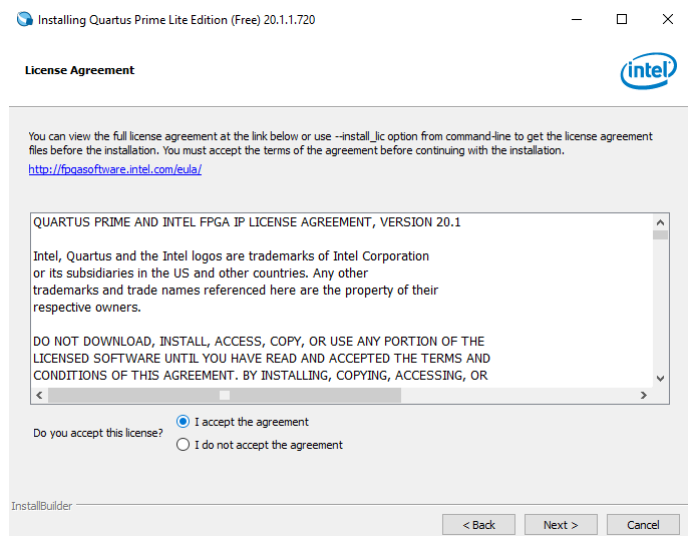 Installing Quartus Prime Lite Edition (Free) 20.1.1.720
License Agreement
intel
You can view the full license agreement at the link below or use --install_lic option from command-line to get the license agreement
files before the installation. You must accept the terms of the agreement before continuing with the installation.
http://fpgasoftware.intel.com/eula/
QUARTUS PRIME AND INTEL FPGA IP LICENSE AGREEMENT, VERSION 20.1
Intel, Quartus and the Intel logos are trademarks of Intel Corporation
or its subsidiaries in the US and other countries. Any other
trademarks and trade names referenced here are the property of their
respective owners.
DO NOT DOWNLOAD, INSTALL, ACCESS, COPY, OR USE ANY PORTION OF THE
LICENSED SOFTWARE UNTIL YOU HAVE READ AND ACCEPTED THE TERMS AND
CONDITIONS OF THIS AGREEMENT. BY INSTALLING, COPYING, ACCESSING, OR
Do you accept this license?
I accept the agreement
I do not accept the agreement
InstallBuilder
< Back
Next >
Cancel